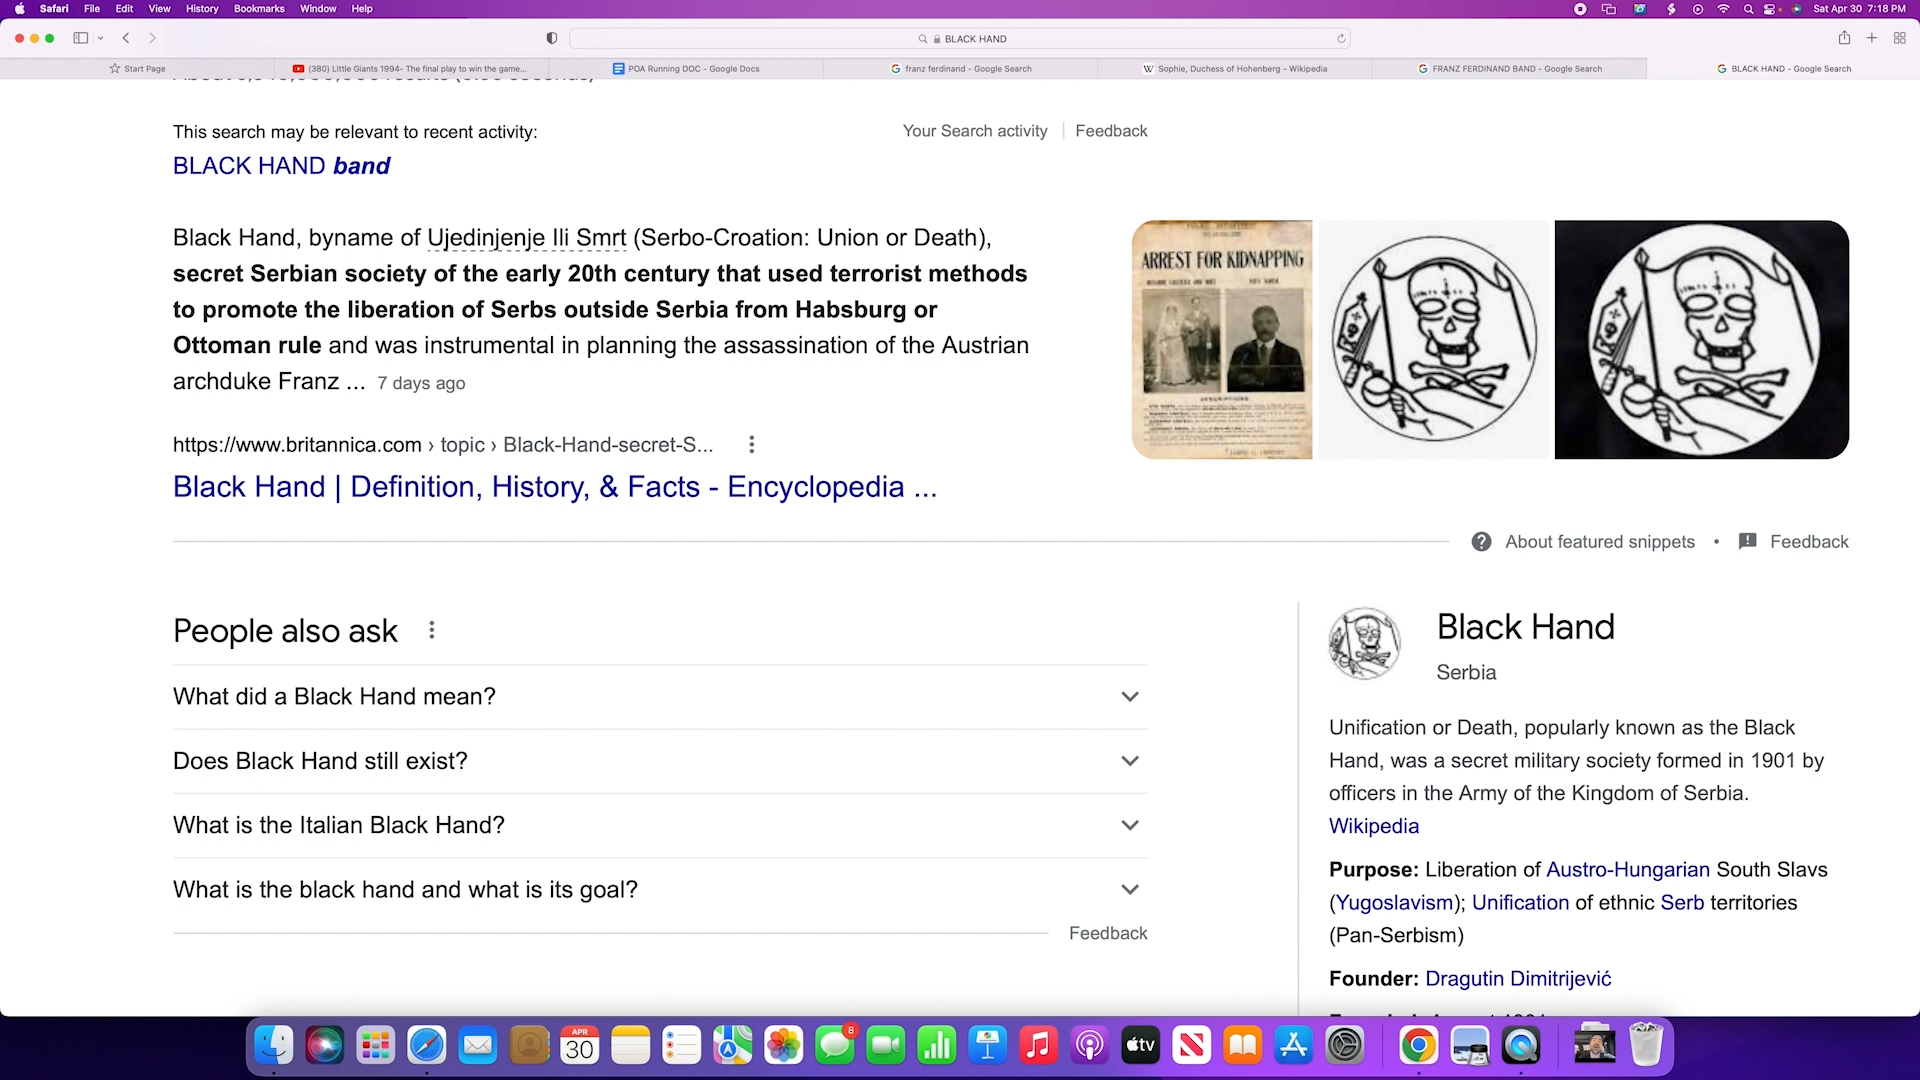 Safari File Edit View History Bookmarks Window Help
Sat Apr 30 7:18 PM
BLACK HAND
Start Page
(380) Little Giants 1994- The final play to win the game...
POA Running DOC - Google Docs
franz ferdinand - Google Search
Sophie, Duchess of Hohenberg - Wikipedia
FRANZ FERDINAND BAND - Google Search
BLACK HAND - Google Search
This search may be relevant to recent activity:
Your Search activity
Feedback
BLACK HAND band
Black Hand, byname of Ujedinjenje Ili Smrt (Serbo-Croation: Union or Death),
secret Serbian society of the early 20th century that used terrorist methods
to promote the liberation of Serbs outside Serbia from Habsburg or
Ottoman rule and was instrumental in planning the assassination of the Austrian
archduke Franz ... 7 days ago
ARREST FOR KIDNAPPING
https://www.britannica.com › topic › Black-Hand-secret-S...
Black Hand | Definition, History, & Facts - Encyclopedia ...
About featured snippets • Feedback
People also ask
What did a Black Hand mean?
Does Black Hand still exist?
What is the Italian Black Hand?
What is the black hand and what is its goal?
Feedback
Black Hand
Serbia
Unification or Death, popularly known as the Black
Hand, was a secret military society formed in 1901 by
officers in the Army of the Kingdom of Serbia.
Wikipedia
Purpose: Liberation of Austro-Hungarian South Slavs
(Yugoslavism); Unification of ethnic Serb territories
(Pan-Serbism)
Founder: Dragutin Dimitrijević
8
APR
30
tv